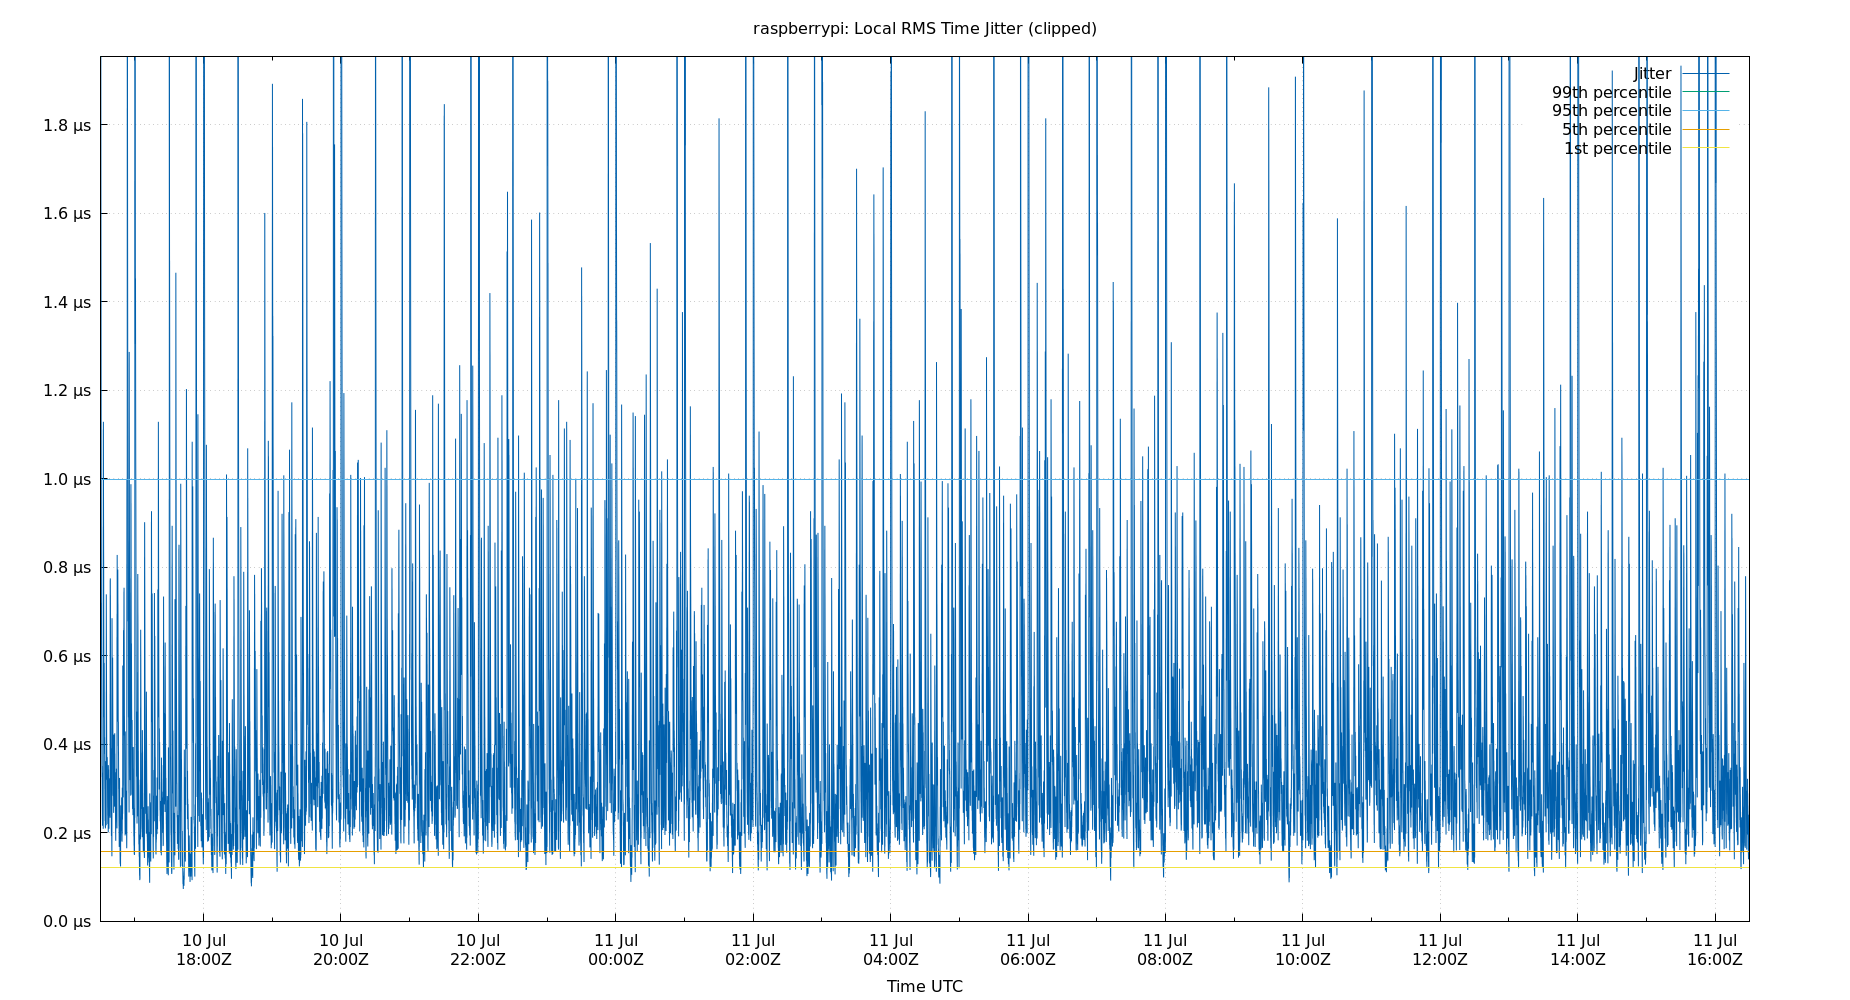 raspberrypi: Local RMS Time Jitter (clipped)
Jitter
99th percentile
95th percentile
5th percentile
1st percentile
1.8 µs
1.6 µs
1.4 µs
1.2 µs
1.0 µs
0.8 µs
0.6 µs
0.4 µs
0.2 µs
0.0 µs
10 Jul 10 Jul 10 Jul 11 Jul 11 Jul 11 Jul 11 Jul 11 Jul 11 Jul 11 Jul 11 Jul 11 Jul
18:00Z 20:00Z 22:00Z 00:00Z 02:00Z 04:00Z 06:00Z 08:00Z 10:00Z 12:00Z 14:00Z 16:00Z
Time UTC